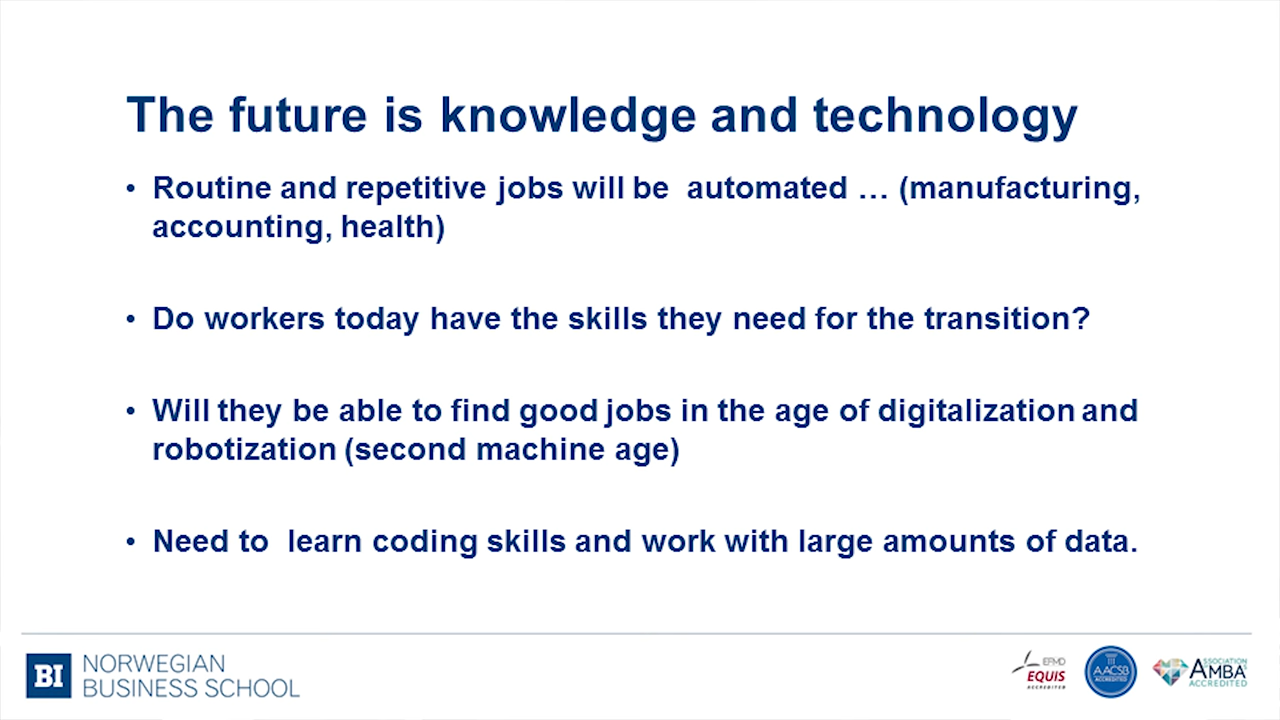 The future is knowledge and technology
• Routine and repetitive jobs will be  automated … (manufacturing,
accounting, health)
• Do workers today have the skills they need for the transition?
• Will they be able to find good jobs in the age of digitalization and
robotization (second machine age)
• Need to  learn coding skills and work with large amounts of data.
BI
NORWEGIAN
BUSINESS SCHOOL
EFMD
EQUIS
ACCREDITED
AACSB
ACCREDITED
ASSOCIATION
AMBA
ACCREDITED